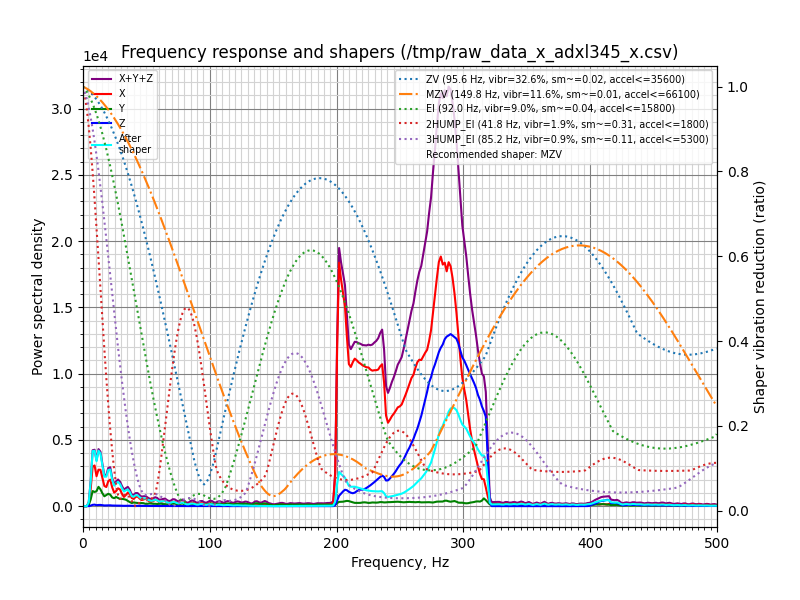 Frequency response and shapers (/tmp/raw_data_x_adxl345_x.csv)
1e4
X+Y+Z
X
Y
Z
After
shaper
ZV (95.6 Hz, vibr=32.6%, sm~=0.02, accel<=35600)
MZV (149.8 Hz, vibr=11.6%, sm~=0.01, accel<=66100)
EI (92.0 Hz, vibr=9.0%, sm~=0.04, accel<=15800)
2HUMP_EI (41.8 Hz, vibr=1.9%, sm~=0.31, accel<=1800)
3HUMP_EI (85.2 Hz, vibr=0.9%, sm~=0.11, accel<=5300)
Recommended shaper: MZV
Power spectral density
3.0
2.5
2.0
1.5
1.0
0.5
0.0
1.0
0.8
0.6
0.4
0.2
0.0
Shaper vibration reduction (ratio)
0 100 200 300 400 500
Frequency, Hz